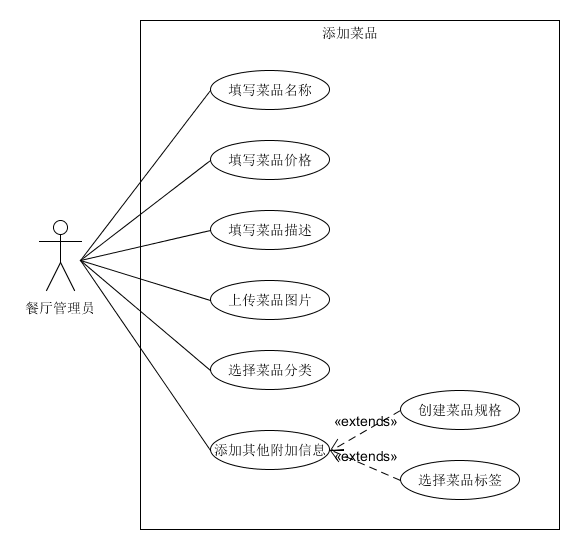 添加菜品
填写菜品名称
填写菜品价格
填写菜品描述
餐厅管理员
上传菜品图片
选择菜品分类
创建菜品规格
«extends»
添加其他附加信息
«extends»
选择菜品标签